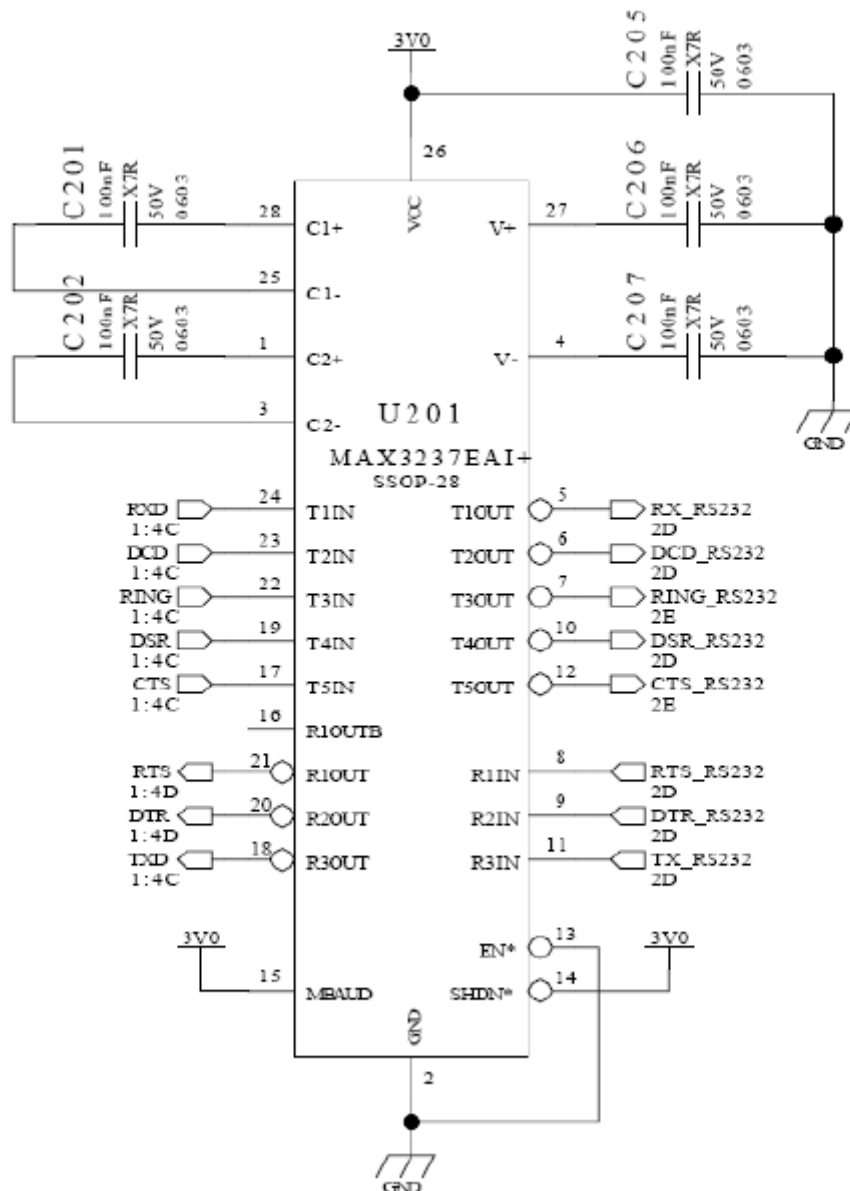 3V0
C205
100nF
X7R
50V
0603
26
C201
100nF
X7R
50V
0603
28
C1+
VCC
V+
27
C206
100nF
X7R
50V
0603
25
C1-
C202
100nF
X7R
50V
0603
1
C2+
V-
4
C207
100nF
X7R
50V
0603
3
C2-
GND
U201
MAX3237EAI+
SSOP-28
RXD
1:4C
24
T1IN
T1OUT
5
RX_RS232
2D
DCD
1:4C
23
T2IN
T2OUT
6
DCD_RS232
2D
RING
1:4C
22
T3IN
T3OUT
7
RING_RS232
2E
DSR
1:4C
19
T4IN
T4OUT
10
DSR_RS232
2D
CTS
1:4C
17
T5IN
T5OUT
12
CTS_RS232
2E
16
R1OUTB
RTS
1:4D
21
R1OUT
R1IN
8
RTS_RS232
2D
DTR
1:4D
20
R2OUT
R2IN
9
DTR_RS232
2D
TXD
1:4C
18
R3OUT
R3IN
11
TX_RS232
2D
3V0
EN*
13
3V0
15
MBAUD
SHDN*
14
GND
2
GND